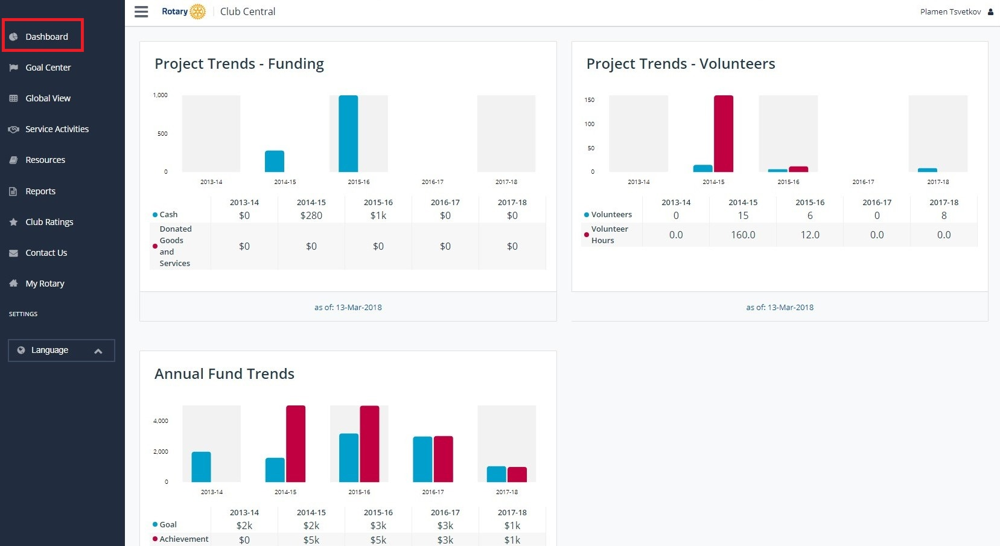 Rotary
Club Central
Plamen Tsvetkov
Dashboard
Goal Center
Global View
Service Activities
Resources
Reports
Club Ratings
Contact Us
My Rotary
SETTINGS
Language
Project Trends - Funding
1,000
500
0
2013-14 2014-15 2015-16 2016-17 2017-18
2013-14 2014-15 2015-16 2016-17 2017-18
Cash $0 $280 $1k $0 $0
Donated
Goods
and
Services
$0 $0 $0 $0 $0
as of: 13-Mar-2018
Project Trends - Volunteers
150
100
50
0
2013-14 2014-15 2015-16 2016-17 2017-18
2013-14 2014-15 2015-16 2016-17 2017-18
Volunteers 0 15 6 0 8
Volunteer
Hours
0.0 160.0 12.0 0.0 0.0
as of: 13-Mar-2018
Annual Fund Trends
4,000
2,000
0
2013-14 2014-15 2015-16 2016-17 2017-18
2013-14 2014-15 2015-16 2016-17 2017-18
Goal $2k $2k $3k $3k $1k
Achievement $0 $5k $5k $3k $1k